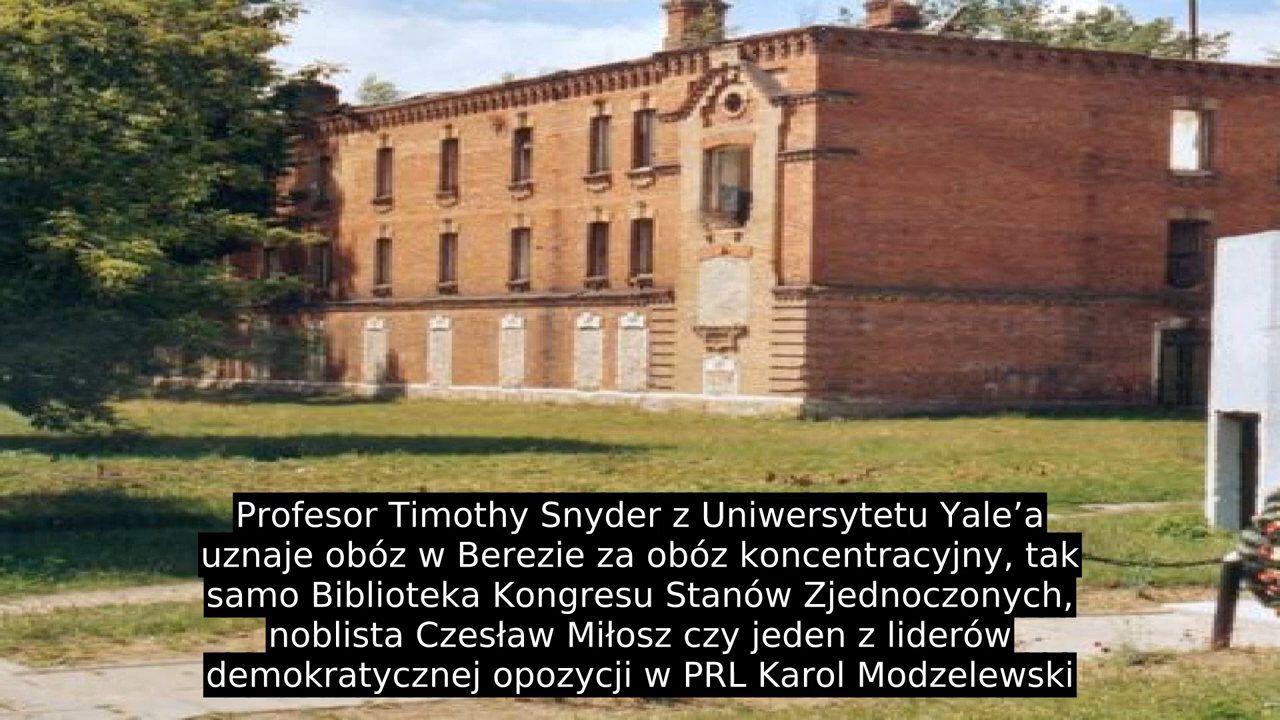 Profesor Timothy Snyder z Uniwersytetu Yale’a
uznaje obóz w Berezie za obóz koncentracyjny, tak
samo Biblioteka Kongresu Stanów Zjednoczonych,
noblista Czesław Miłosz czy jeden z liderów
demokratycznej opozycji w PRL Karol Modzelewski